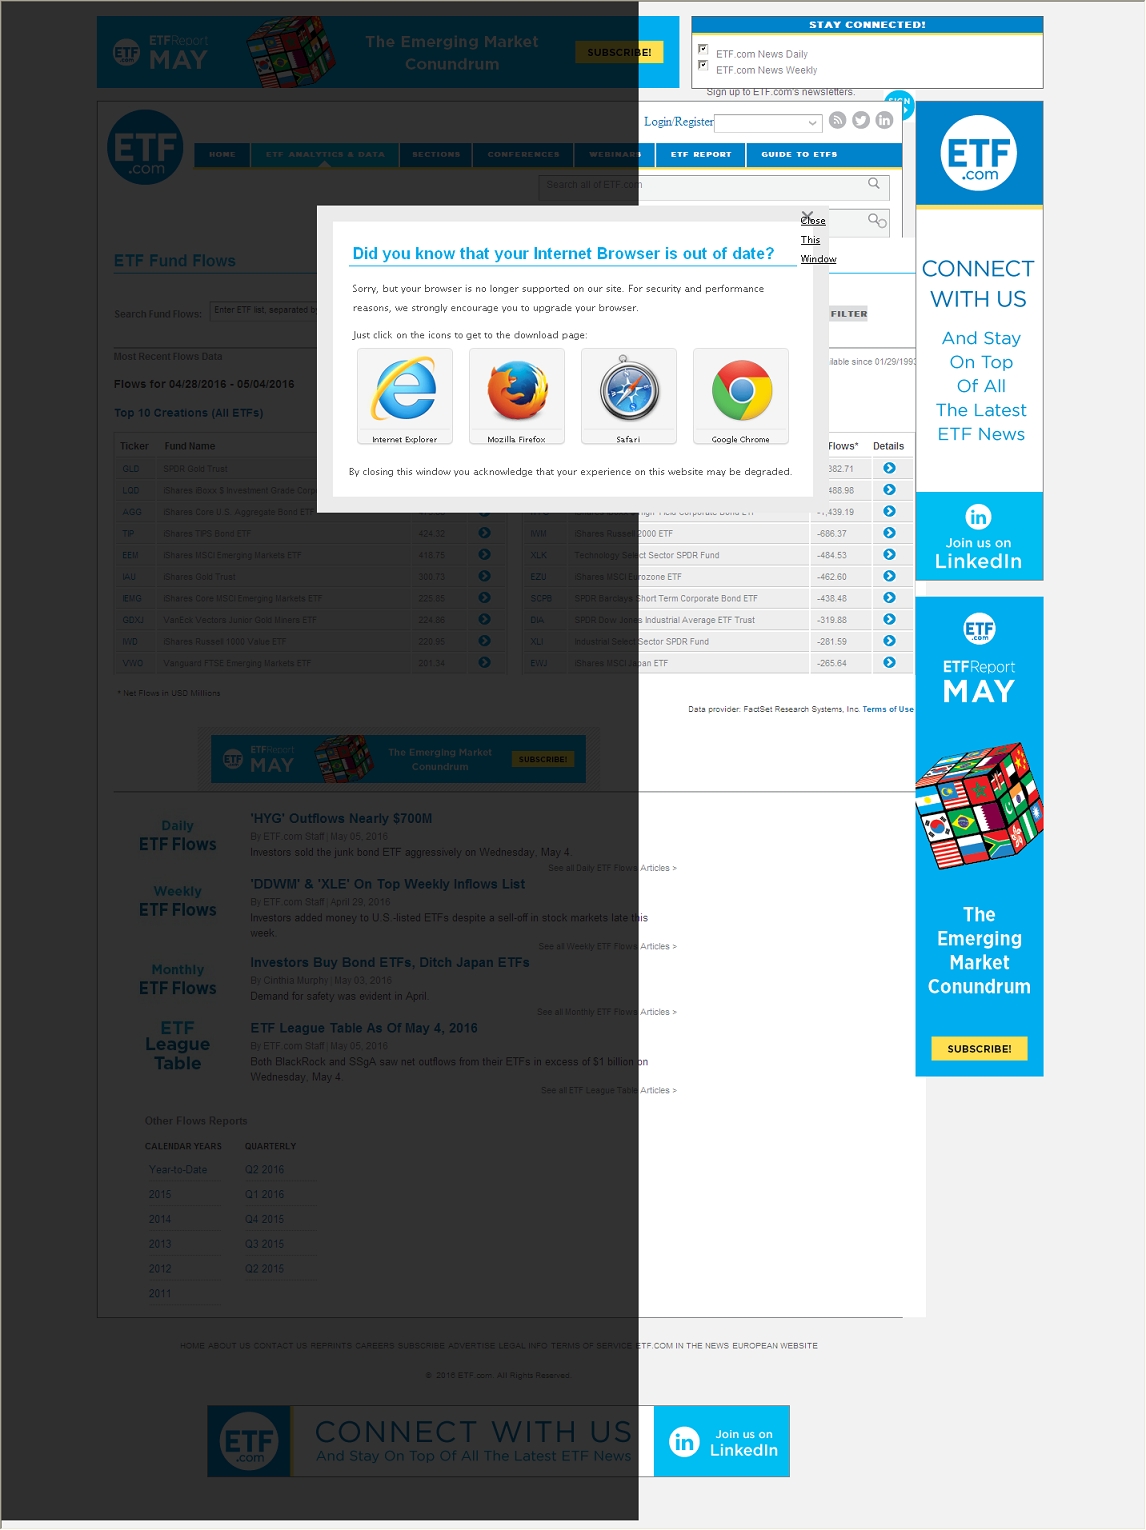 ETF.com
ETFReport
MAY
The Emerging Market
Conundrum
SUBSCRIBE!
STAY CONNECTED!
ETF.com News Daily
ETF.com News Weekly
Sign up to ETF.com's newsletters.
SIGN
ETF
.com
Login/Register
HOME
ETF ANALYTICS & DATA
SECTIONS
CONFERENCES
WEBINARS
ETF REPORT
GUIDE TO ETFS
Search all of ETF.com
Close
This
Window
Did you know that your Internet Browser is out of date?
Sorry, but your browser is no longer supported on our site. For security and performance
reasons, we strongly encourage you to upgrade your browser.
Just click on the icons to get to the download page:
Internet Explorer
Mozilla Firefox
Safari
Google Chrome
By closing this window you acknowledge that your experience on this website may be degraded.
ETF Fund Flows
Search Fund Flows:
Enter ETF list, separated by
FILTER
Most Recent Flows Data
ilable since 01/29/1993
Flows for 04/28/2016 - 05/04/2016
Top 10 Creations (All ETFs)
Ticker Fund Name
Flows* Details
GLD SPDR Gold Trust
382.71
LQD iShares iBoxx $ Investment Grade Corp
488.98
AGG iShares Core U.S. Aggregate Bond ETF
-1,439.19
TIP iShares TIPS Bond ETF 424.32
IWM iShares Russell 2000 ETF -686.37
EEM iShares MSCI Emerging Markets ETF 418.75
XLK Technology Select Sector SPDR Fund -484.53
IAU iShares Gold Trust 300.73
EZU iShares MSCI Eurozone ETF -462.60
IEMG iShares Core MSCI Emerging Markets ETF 225.05
SCPB SPDR Barclays Short Term Corporate Bond ETF -438.48
GDXJ VanEck Vectors Junior Gold Miners ETF 224.86
DIA SPDR Dow Jones Industrial Average ETF Trust -319.88
IWD iShares Russell 1000 Value ETF 220.95
XLI Industrial Select Sector SPDR Fund -281.59
VWO Vanguard FTSE Emerging Markets ETF 201.34
EWJ iShares MSCI Japan ETF -265.64
* Net Flows in USD Millions
Data provider: FactSet Research Systems, Inc. Terms of Use
ETF.com
ETFReport
MAY
The Emerging Market
Conundrum
SUBSCRIBE!
Daily
ETF Flows
'HYG' Outflows Nearly $700M
By ETF.com Staff | May 05, 2016
Investors sold the junk bond ETF aggressively on Wednesday, May 4.
See all Daily ETF Flows Articles >
Weekly
ETF Flows
'DDWM' & 'XLE' On Top Weekly Inflows List
By ETF.com Staff | April 29, 2016
Investors added money to U.S.-listed ETFs despite a sell-off in stock markets late this
week.
See all Weekly ETF Flows Articles >
Monthly
ETF Flows
Investors Buy Bond ETFs, Ditch Japan ETFs
By Cinthia Murphy | May 03, 2016
Demand for safety was evident in April.
See all Monthly ETF Flows Articles >
ETF
League
Table
ETF League Table As Of May 4, 2016
By ETF.com Staff | May 05, 2016
Both BlackRock and SSgA saw net outflows from their ETFs in excess of $1 billion on
Wednesday, May 4.
See all ETF League Table Articles >
Other Flows Reports
CALENDAR YEARS QUARTERLY
Year-to-Date Q2 2016
2015 Q1 2016
2014 Q4 2015
2013 Q3 2015
2012 Q2 2015
2011
ETF
.com
CONNECT
WITH US
And Stay
On Top
Of All
The Latest
ETF News
in
Join us on
LinkedIn
ETF
.com
ETFReport
MAY
The
Emerging
Market
Conundrum
SUBSCRIBE!
HOME ABOUT US CONTACT US REPRINTS CAREERS SUBSCRIBE ADVERTISE LEGAL INFO TERMS OF SERVICE ETF.COM IN THE NEWS EUROPEAN WEBSITE
© 2016 ETF.com. All Rights Reserved.
ETF
.com
CONNECT WITH US
And Stay On Top Of All The Latest ETF News
in
Join us on
LinkedIn